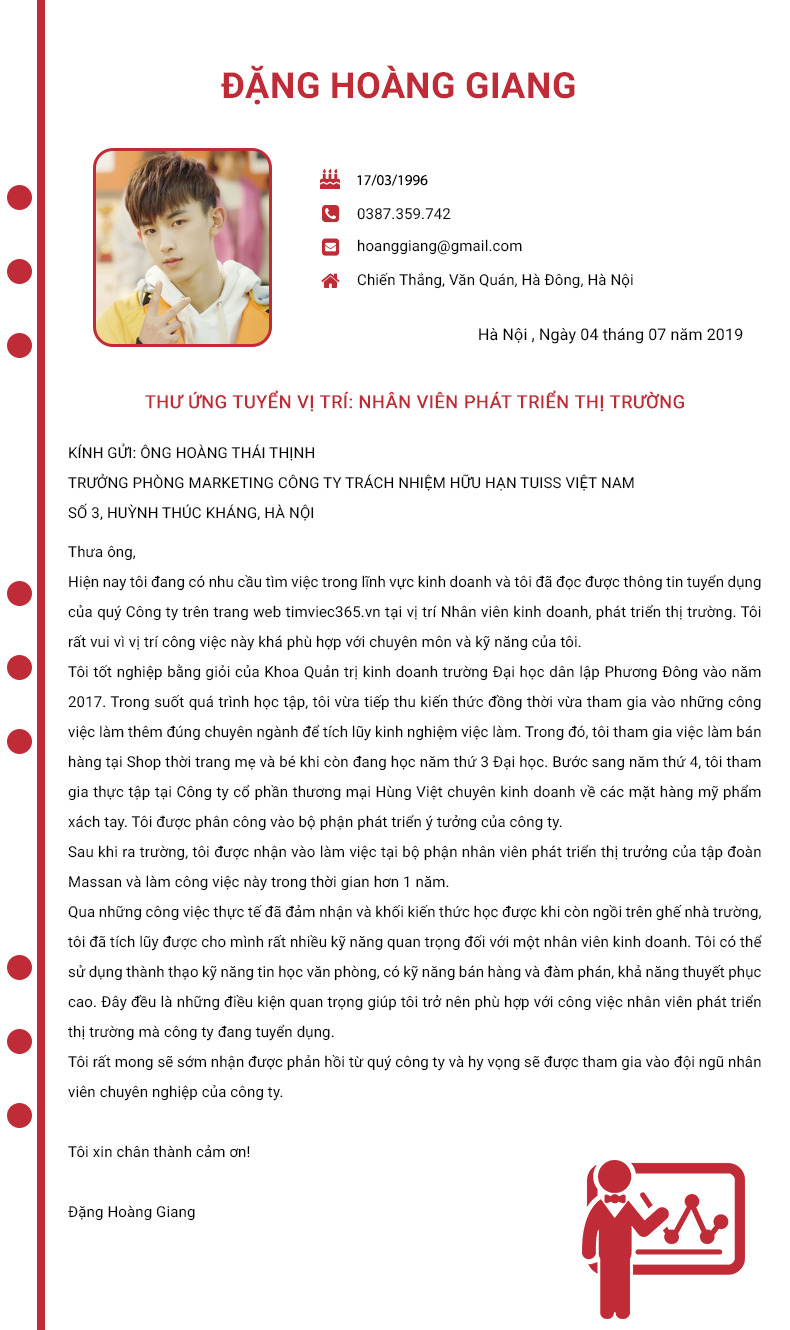 ĐẶNG HOÀNG GIANG
17/03/1996
0387.359.742
hoanggiang@gmail.com
Chiến Thắng, Văn Quán, Hà Đông, Hà Nội
Hà Nội , Ngày 04 tháng 07 năm 2019
THƯ ỨNG TUYỂN VỊ TRÍ: NHÂN VIÊN PHÁT TRIỂN THỊ TRƯỜNG
KÍNH GỬI: ÔNG HOÀNG THÁI THỊNH
TRƯỞNG PHÒNG MARKETING CÔNG TY TRÁCH NHIỆM HỮU HẠN TUISS VIỆT NAM
SỐ 3, HUỲNH THÚC KHÁNG, HÀ NỘI
Thưa ông,
Hiện nay tôi đang có nhu cầu tìm việc trong lĩnh vực kinh doanh và tôi đã đọc được thông tin tuyển dụng
của quý Công ty trên trang web timviec365.vn tại vị trí Nhân viên kinh doanh, phát triển thị trường. Tôi
rất vui vì vị trí công việc này khá phù hợp với chuyên môn và kỹ năng của tôi.
Tôi tốt nghiệp bằng giỏi của Khoa Quản trị kinh doanh trường Đại học dân lập Phương Đông vào năm
2017. Trong suốt quá trình học tập, tôi vừa tiếp thu kiến thức đồng thời vừa tham gia vào những công
việc làm thêm đúng chuyên ngành để tích lũy kinh nghiệm việc làm. Trong đó, tôi tham gia việc làm bán
hàng tại Shop thời trang mẹ và bé khi còn đang học năm thứ 3 Đại học. Bước sang năm thứ 4, tôi tham
gia thực tập tại Công ty cổ phần thương mại Hùng Việt chuyên kinh doanh về các mặt hàng mỹ phẩm
xách tay. Tôi được phân công vào bộ phận phát triển ý tưởng của công ty.
Sau khi ra trường, tôi được nhận vào làm việc tại bộ phận nhân viên phát triển thị trưởng của tập đoàn
Massan và làm công việc này trong thời gian hơn 1 năm.
Qua những công việc thực tế đã đảm nhận và khối kiến thức học được khi còn ngồi trên ghế nhà trường,
tôi đã tích lũy được cho mình rất nhiều kỹ năng quan trọng đối với một nhân viên kinh doanh. Tôi có thể
sử dụng thành thạo kỹ năng tin học văn phòng, có kỹ năng bán hàng và đàm phán, khả năng thuyết phục
cao. Đây đều là những điều kiện quan trọng giúp tôi trở nên phù hợp với công việc nhân viên phát triển
thị trường mà công ty đang tuyển dụng.
Tôi rất mong sẽ sớm nhận được phản hồi từ quý công ty và hy vọng sẽ được tham gia vào đội ngũ nhân
viên chuyên nghiệp của công ty.
Tôi xin chân thành cảm ơn!
Đặng Hoàng Giang